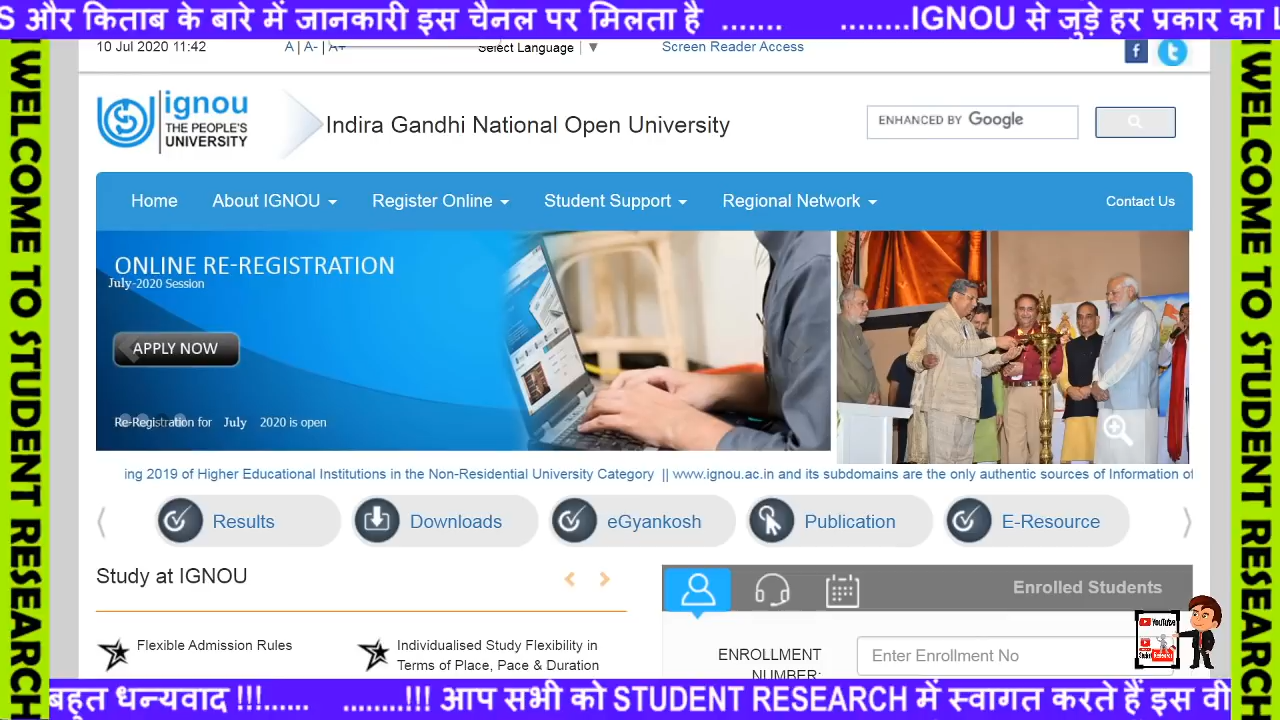 S और किताब के बारे में जानकारी इस चैनल पर मिलता है ....... ........IGNOU से जुड़े हर प्रकार का
WELCOME TO STUDENT RESEARCH
10 Jul 2020 11:42 A | A- | A+ Select Language ▼ Screen Reader Access
ignou
THE PEOPLE'S
UNIVERSITY
Indira Gandhi National Open University
ENHANCED BY Google
Home About IGNOU Register Online Student Support Regional Network Contact Us
ONLINE RE-REGISTRATION
July-2020 Session
APPLY NOW
Re-Registration for July 2020 is open
ing 2019 of Higher Educational Institutions in the Non-Residential University Category || www.ignou.ac.in and its subdomains are the only authentic sources of Information of
Results Downloads eGyankosh Publication E-Resource
Study at IGNOU
Enrolled Students
Flexible Admission Rules
Individualised Study Flexibility in
Terms of Place, Pace & Duration
ENROLLMENT
NUMBER:
Enter Enrollment No
YouTube
WELCOME TO STUDENT RESEARCH
बहुत धन्यवाद !!!...... ........!!! आप सभी को STUDENT RESEARCH में स्वागत करते हैं इस वी